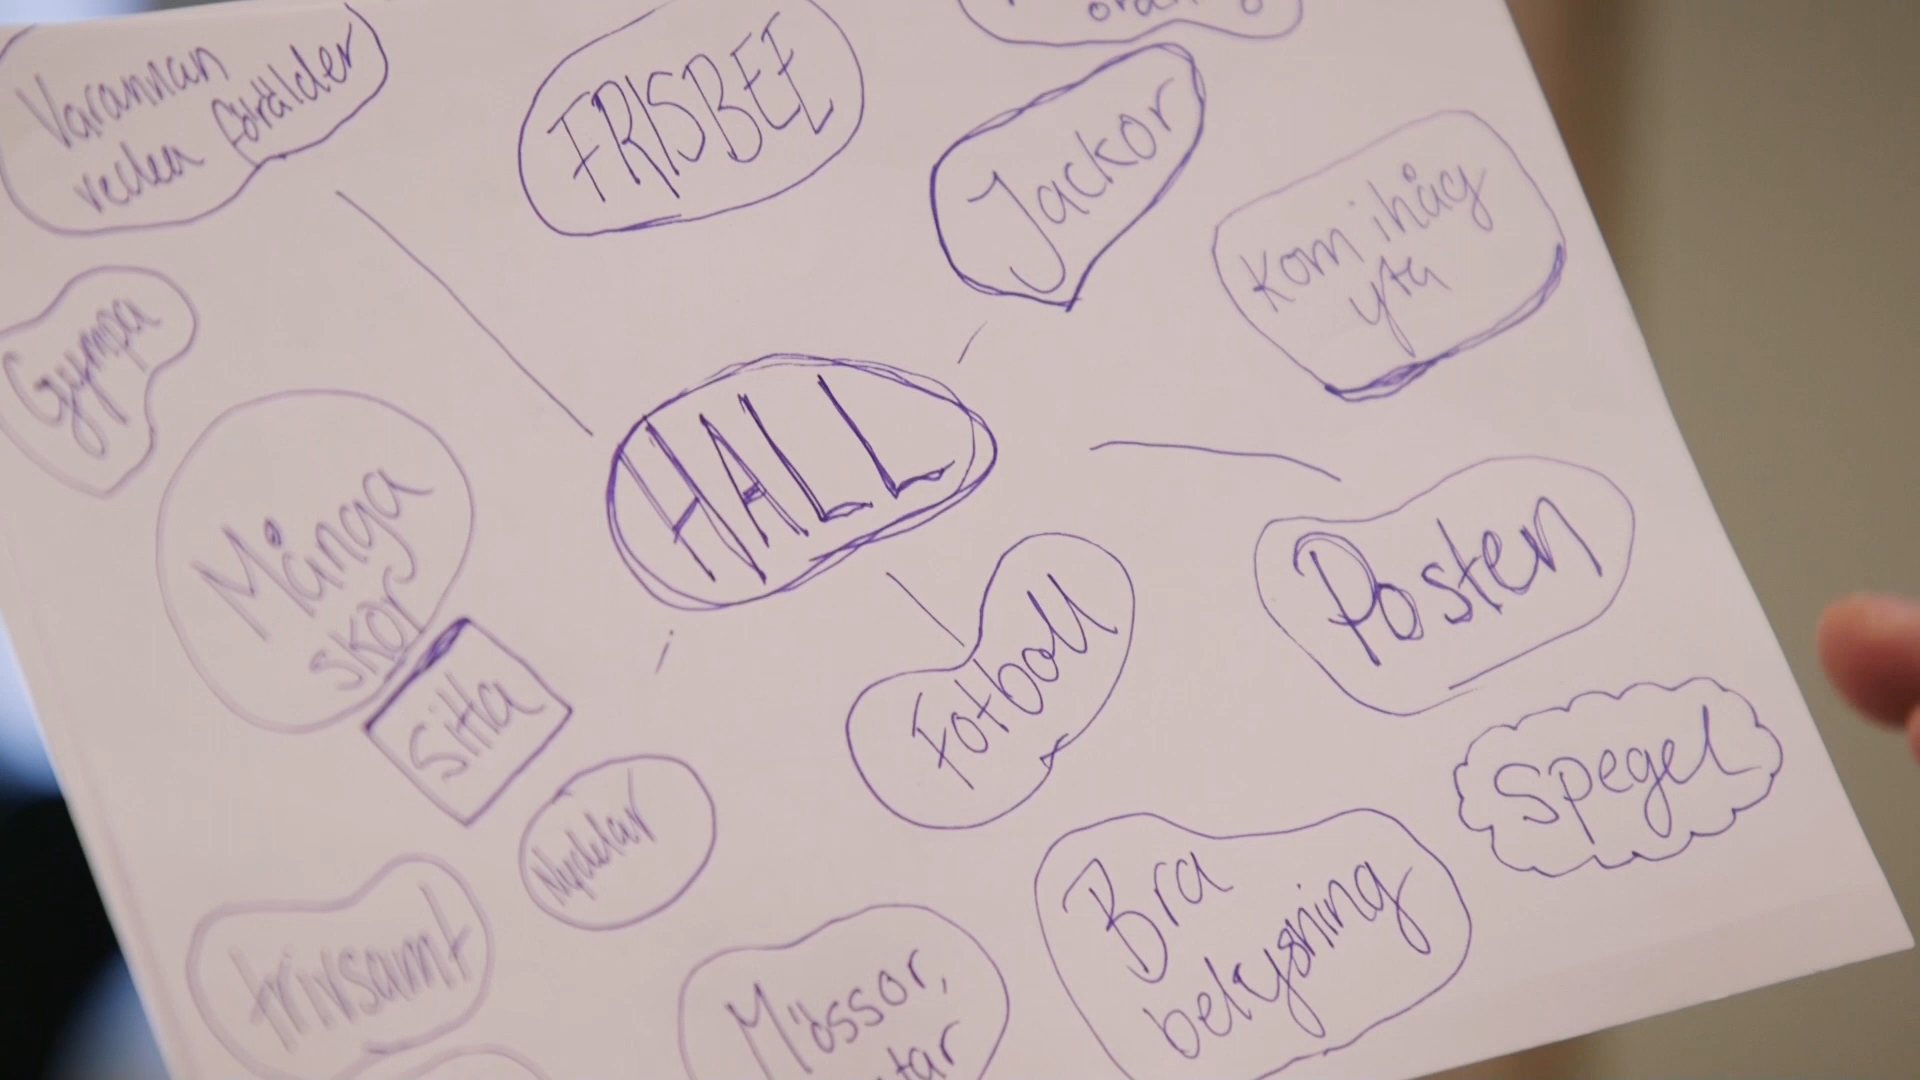 Varannan
veckа förälder
FRISBEE
Jackor
Kom ihåg
yta
Gympa
HALL
Många
skor
Sitta
Fotboll
Posten
Spegel
Nycklar
trivsamt
Mössor,
Bra
belysning